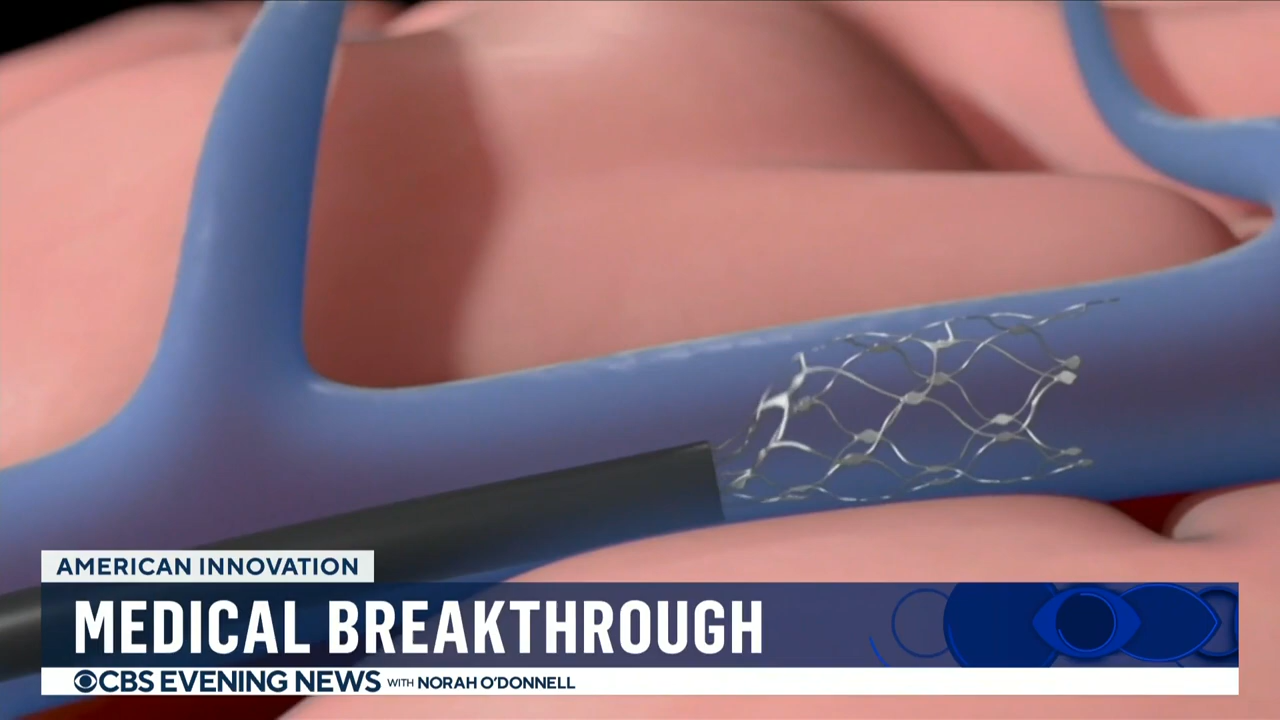 AMERICAN INNOVATION
MEDICAL BREAKTHROUGH
CBS EVENING NEWS WITH NORAH O'DONNELL